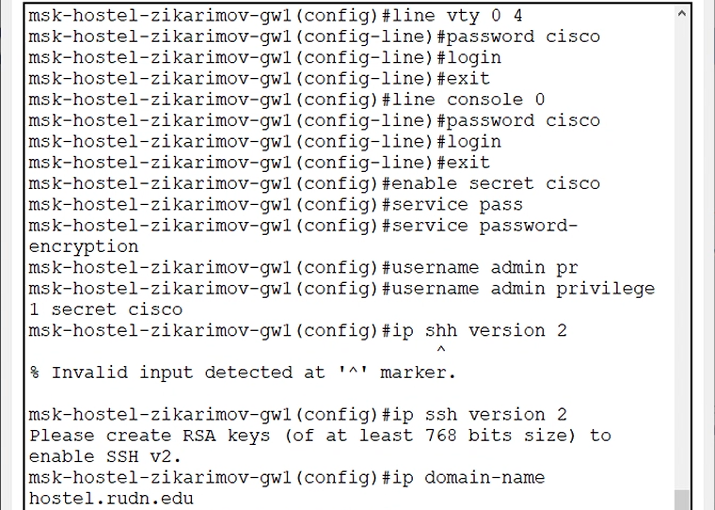 msk-hostel-zikarimov-gw1(config)#line vty 0 4
msk-hostel-zikarimov-gw1(config-line)#password cisco
msk-hostel-zikarimov-gw1(config-line)#login
msk-hostel-zikarimov-gw1(config-line)#exit
msk-hostel-zikarimov-gw1(config)#line console 0
msk-hostel-zikarimov-gw1(config-line)#password cisco
msk-hostel-zikarimov-gw1(config-line)#login
msk-hostel-zikarimov-gw1(config-line)#exit
msk-hostel-zikarimov-gw1(config)#enable secret cisco
msk-hostel-zikarimov-gw1(config)#service pass
msk-hostel-zikarimov-gw1(config)#service password-
encryption
msk-hostel-zikarimov-gw1(config)#username admin pr
msk-hostel-zikarimov-gw1(config)#username admin privilege
1 secret cisco
msk-hostel-zikarimov-gw1(config)#ip shh version 2
^
% Invalid input detected at '^' marker.
msk-hostel-zikarimov-gw1(config)#ip ssh version 2
Please create RSA keys (of at least 768 bits size) to
enable SSH v2.
msk-hostel-zikarimov-gw1(config)#ip domain-name
hostel.rudn.edu